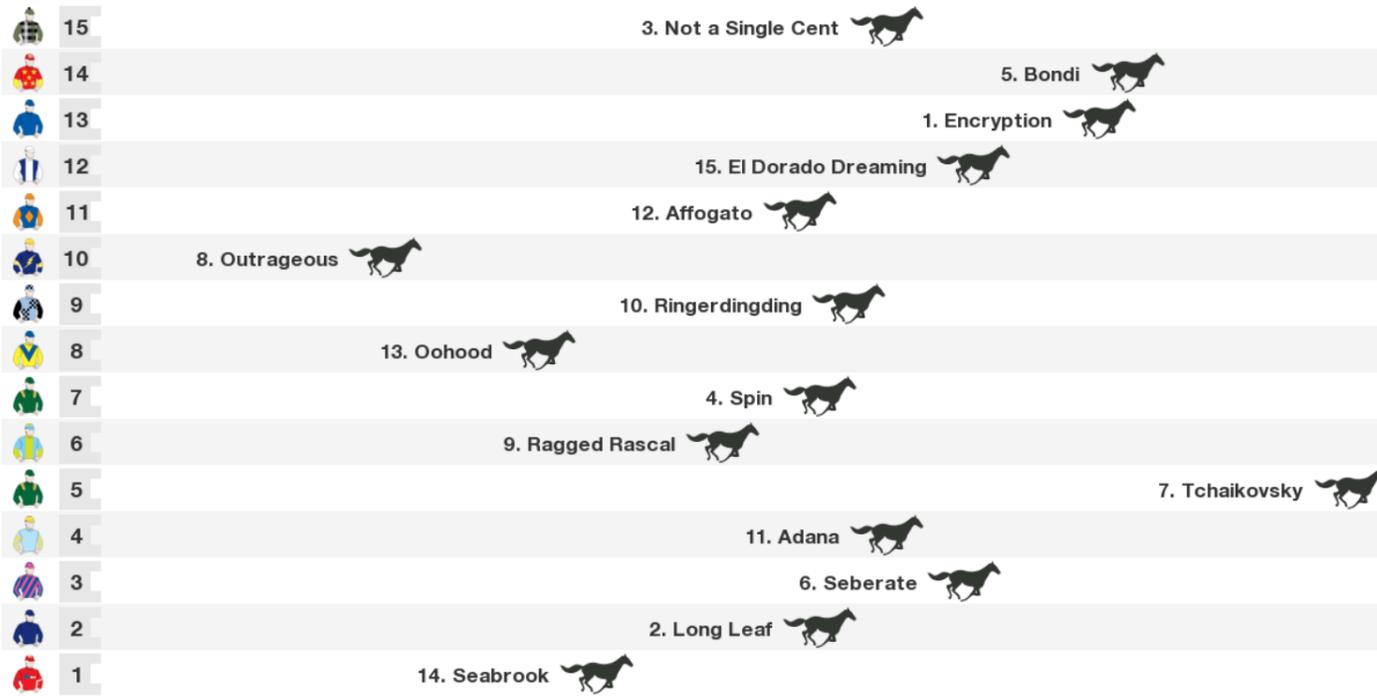 15 3. Not a Single Cent
14 5. Bondi
13 1. Encryption
12 15. El Dorado Dreaming
11 12. Affogato
10 8. Outrageous
9 10. Ringerdingding
8 13. Oohood
7 4. Spin
6 9. Ragged Rascal
5 7. Tchaikovsky
4 11. Adana
3 6. Seberate
2 2. Long Leaf
1 14. Seabrook